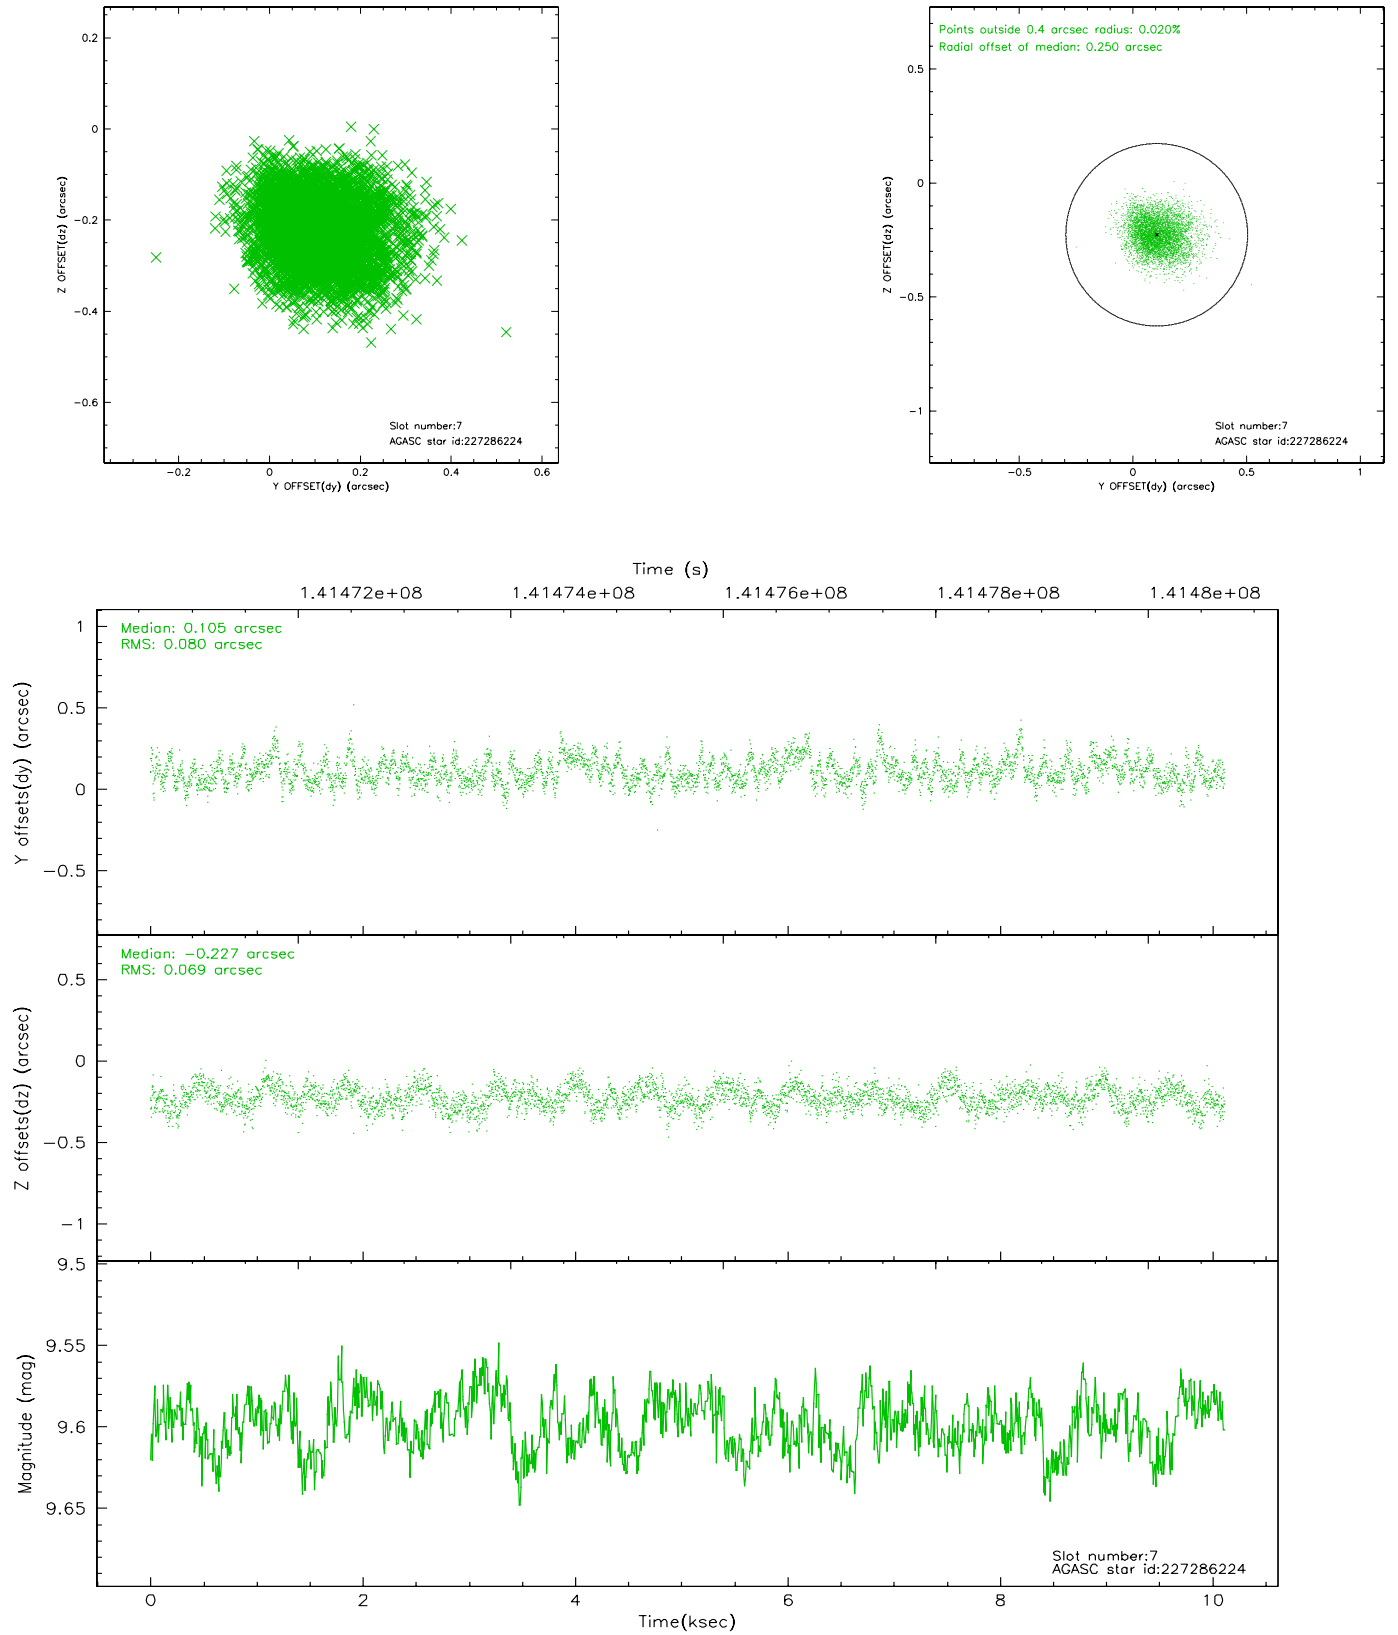 0.2
0
−0.2
−0.4
−0.6
Z OFFSET(dz) (arcsec)
−0.2
0
0.2
0.4
0.6
Y OFFSET(dy) (arcsec)
Slot number:7
AGASC star id:227286224
Points outside 0.4 arcsec radius: 0.020%
Radial offset of median: 0.250 arcsec
0.5
0
−0.5
−1
Z OFFSET(dz) (arcsec)
−0.5
0
0.5
1
Y OFFSET(dy) (arcsec)
Slot number:7
AGASC star id:227286224
Time (s)
1.41472e+08
1.41474e+08
1.41476e+08
1.41478e+08
1.4148e+08
Median: 0.105 arcsec
RMS: 0.080 arcsec
1
0.5
0
−0.5
Y offsets(dy) (arcsec)
Median: −0.227 arcsec
RMS: 0.069 arcsec
0.5
0
−0.5
−1
Z offsets(dz) (arcsec)
9.5
9.55
9.6
9.65
Magnitude (mag)
Slot number:7
AGASC star id:227286224
0
2
4
6
8
10
Time(ksec)